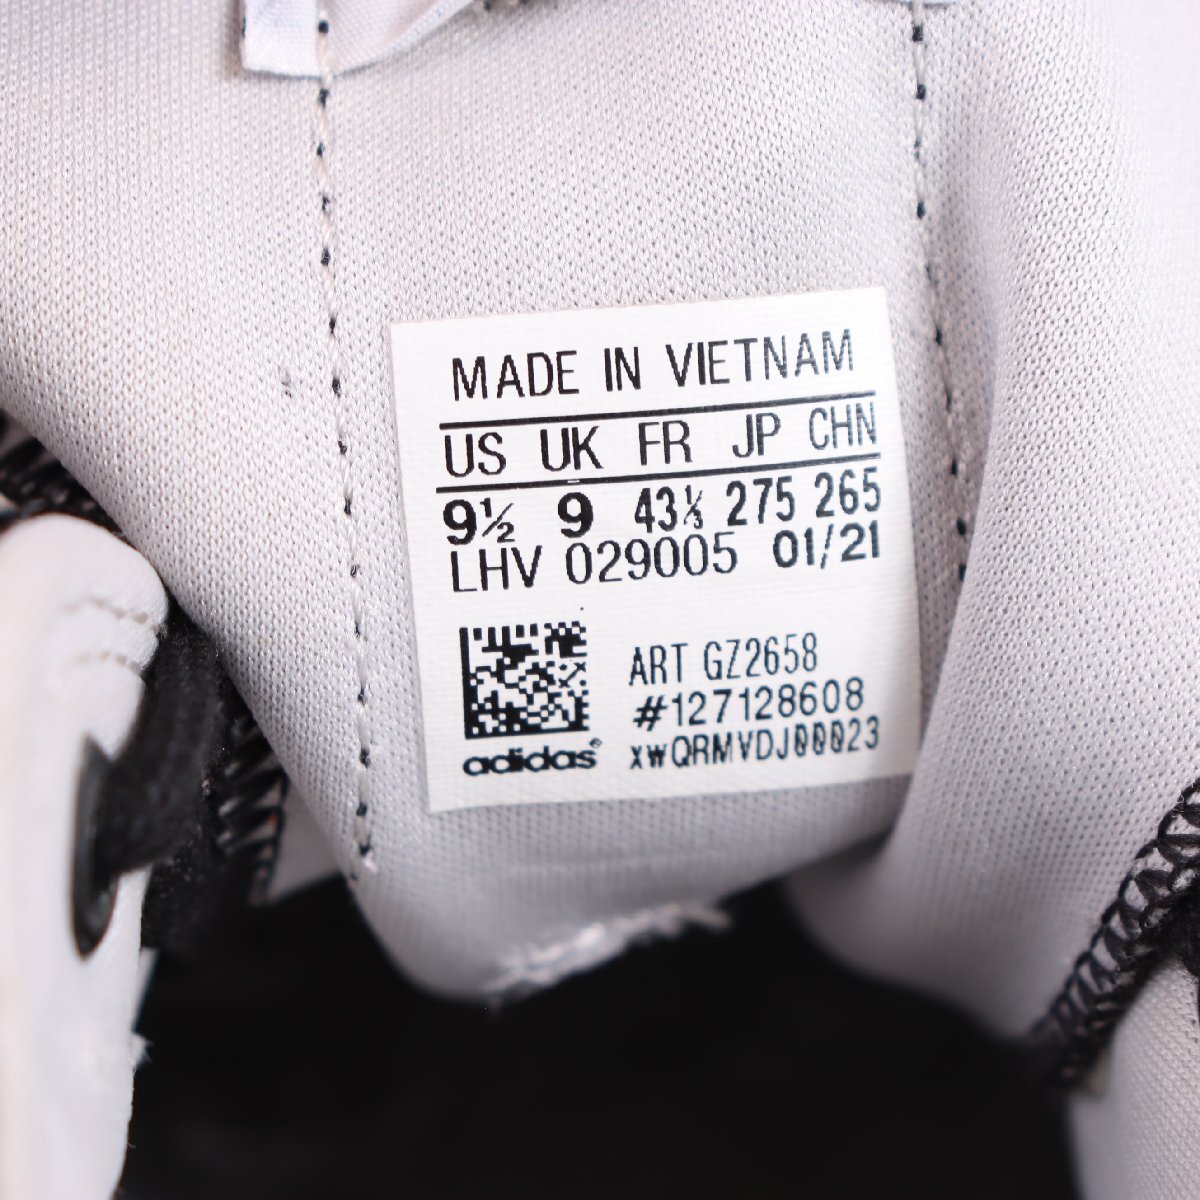 MADE IN VIETNAM
US UK FR JP CHN
9½ 9 43⅓ 275 265
LHV 029005 01/21
ART GZ2658
#127128608
adidas® xwQRMVDJ00023